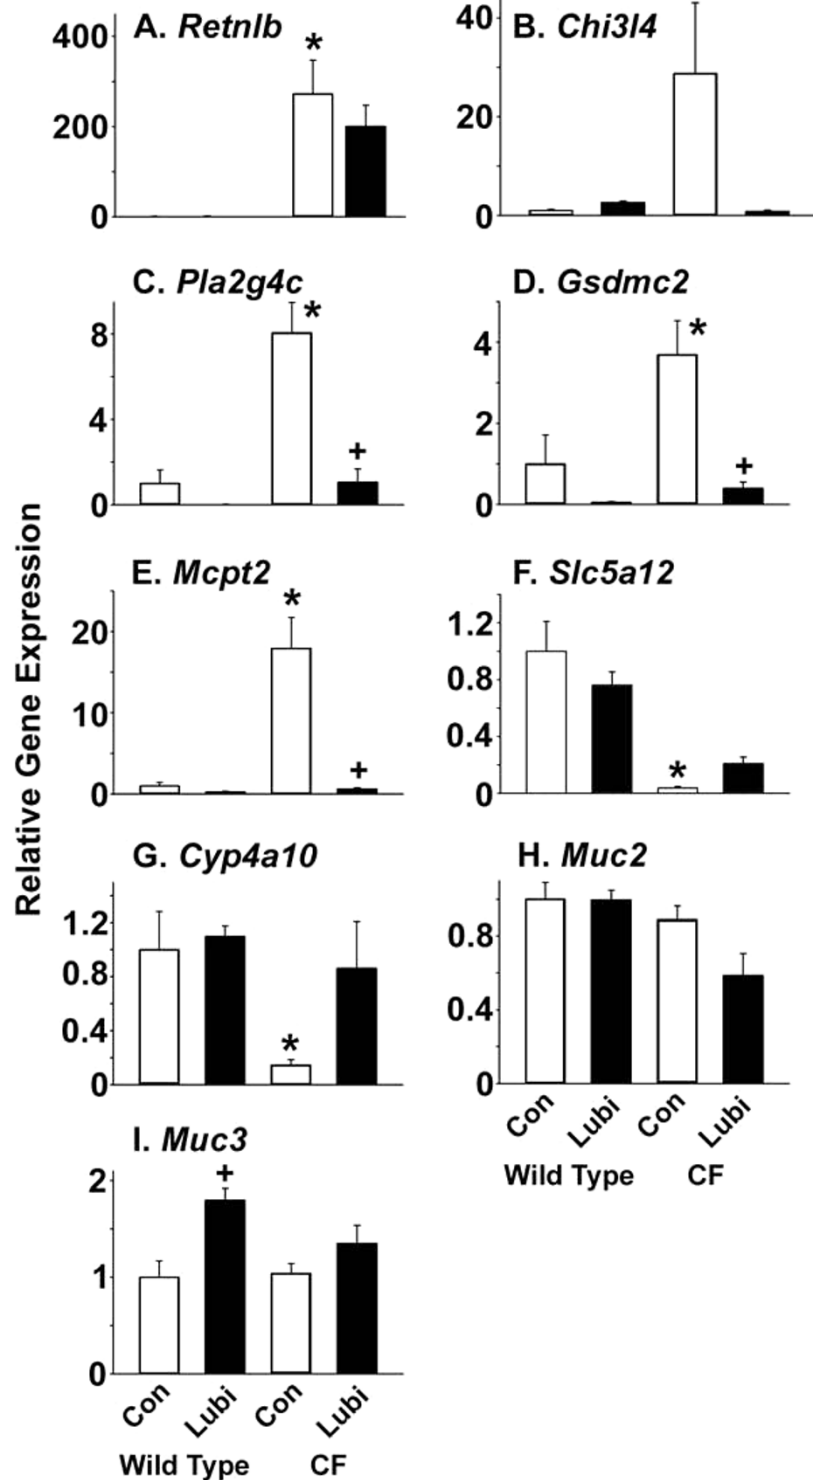 A. Retnlb
400
200
0
*
B. Chi3l4
40
20
0
C. Pla2g4c
8
4
0
*
+
D. Gsdmc2
4
2
0
*
+
Relative Gene Expression
E. Mcpt2
20
10
0
*
+
F. Slc5a12
1.2
0.8
0.4
0
*
G. Cyp4a10
1.2
0.8
0.4
0
*
H. Muc2
0.8
0.4
0
Con Lubi Con Lubi
Wild Type CF
I. Muc3
2
1
0
+
Con Lubi Con Lubi
Wild Type CF